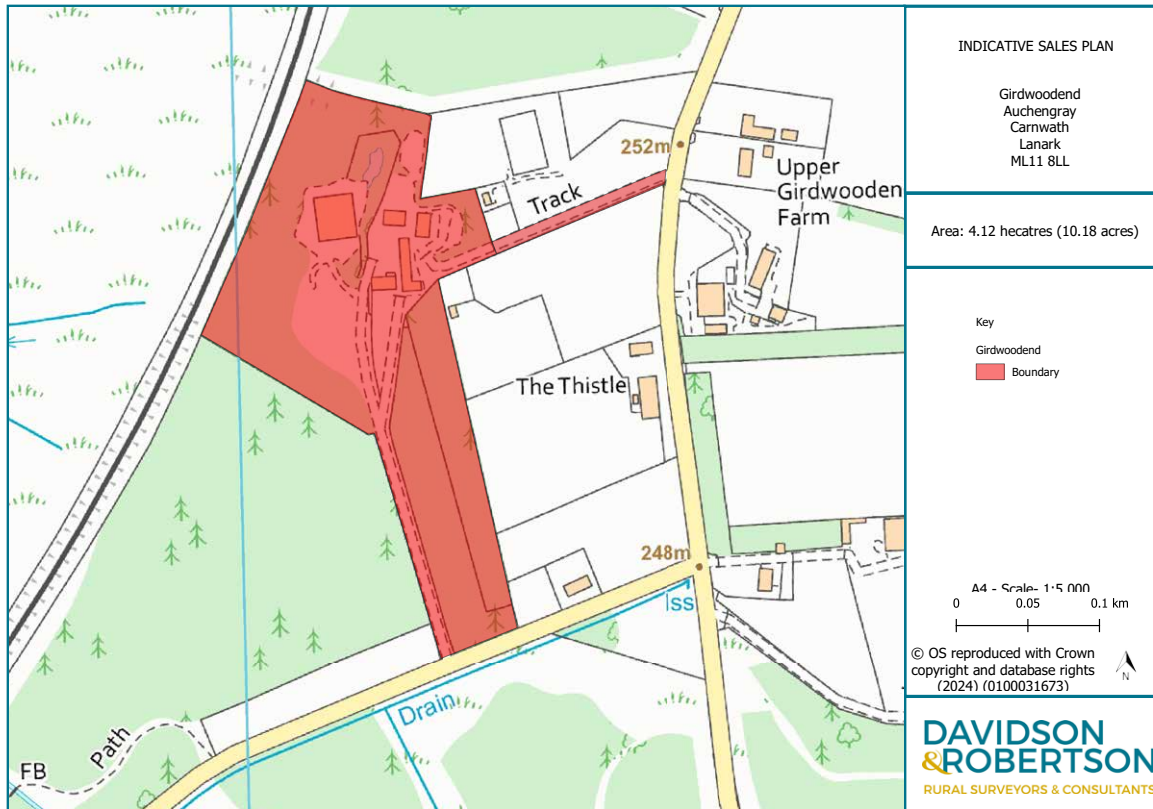 252m
Upper
Girdwooden
Farm
Track
The Thistle
248m
Iss
Drain
Path
FB
INDICATIVE SALES PLAN
Girdwoodend
Auchengray
Carnwath
Lanark
ML11 8LL
Area: 4.12 hecatres (10.18 acres)
Key
Girdwoodend
Boundary
A4 - Scale- 1:5 000
0 0.05 0.1 km
© OS reproduced with Crown
copyright and database rights
(2024) (0100031673)
N
DAVIDSON
&ROBERTSON
RURAL SURVEYORS & CONSULTANTS